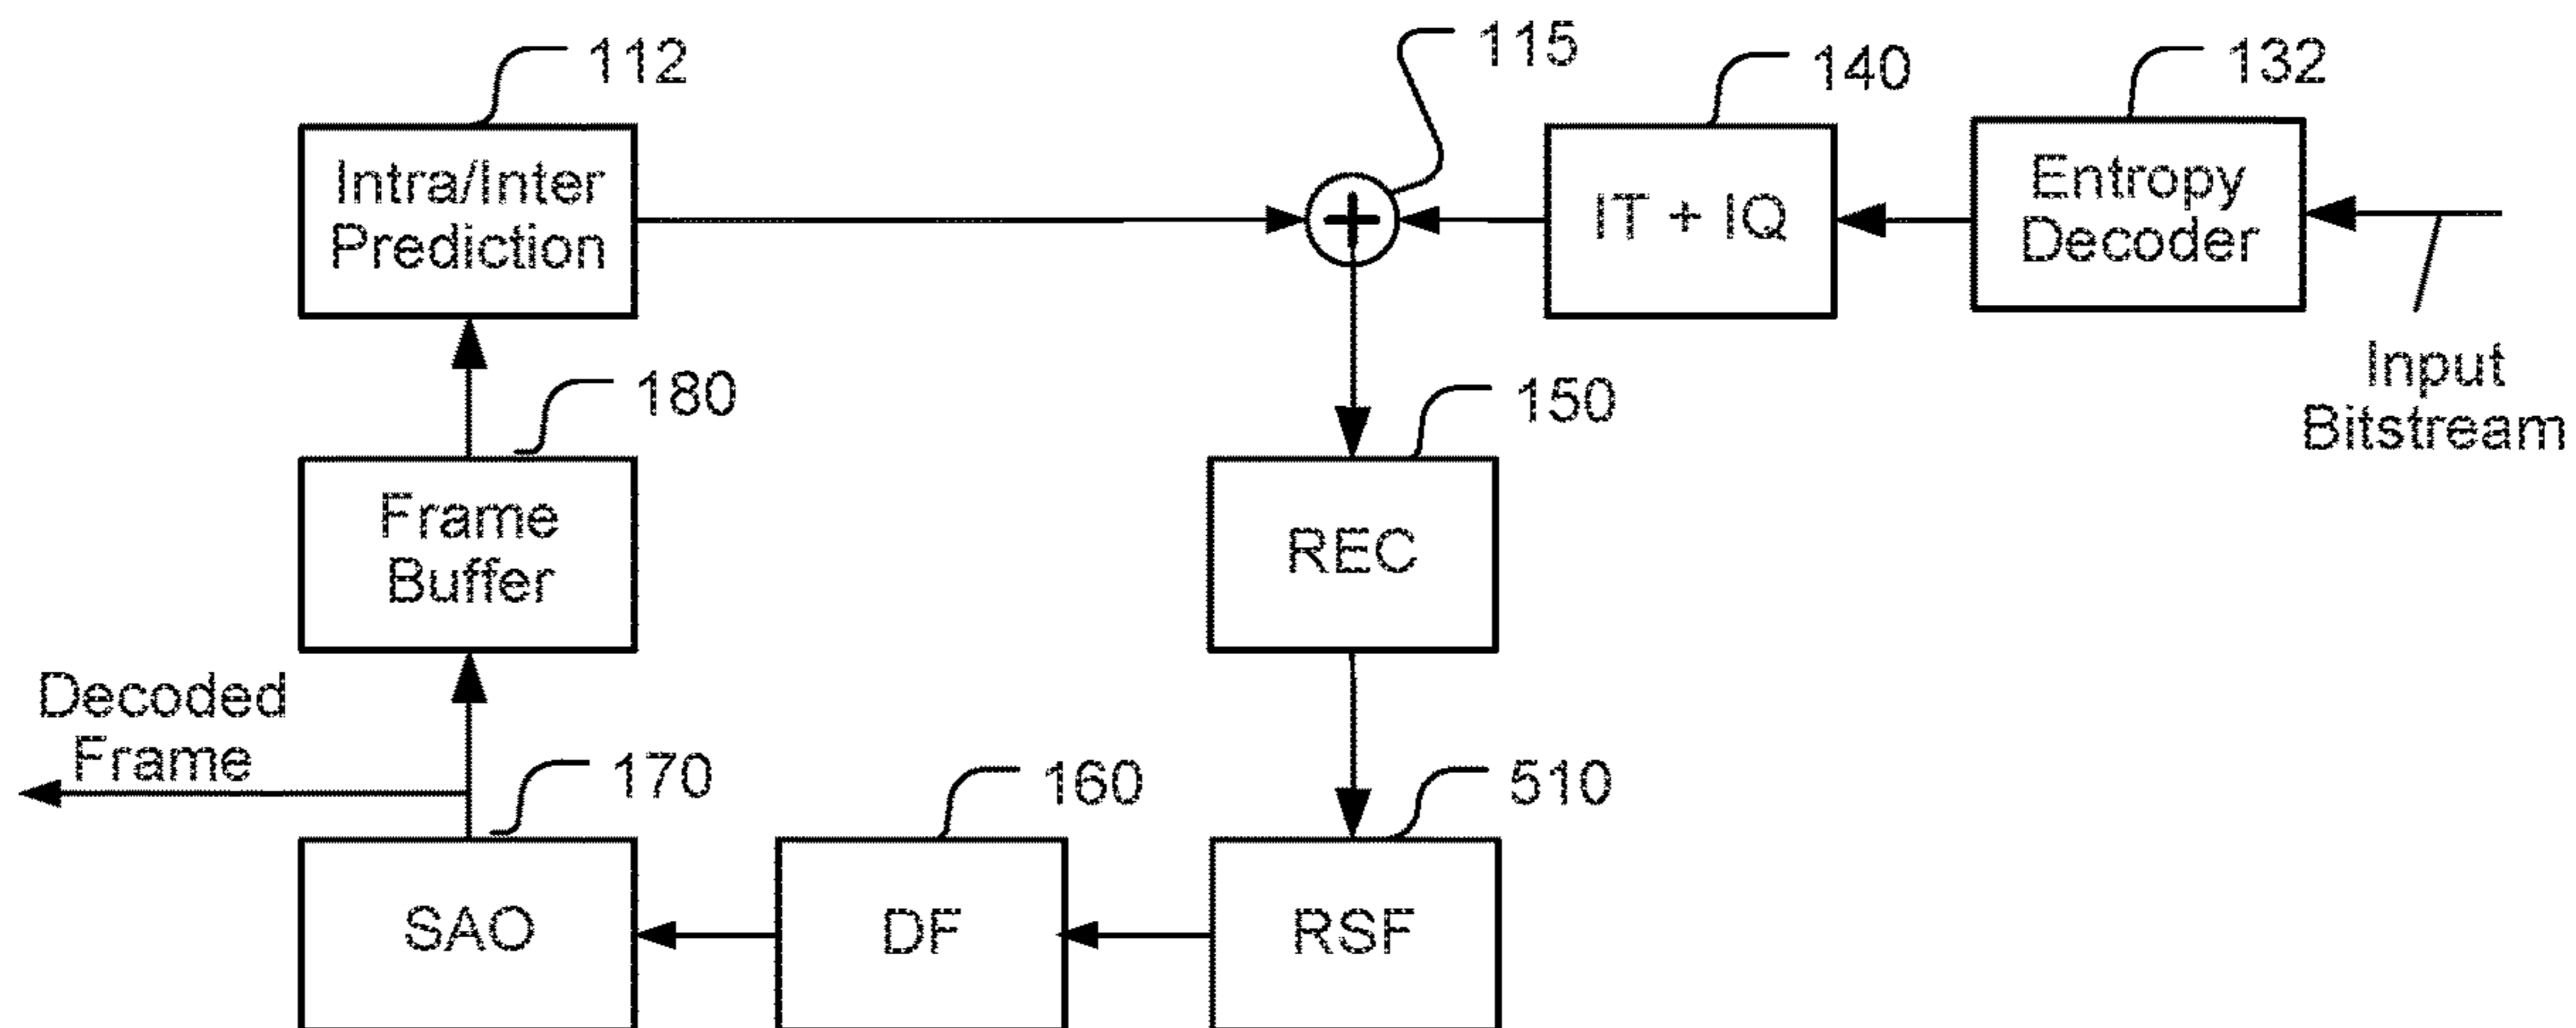 112
115
140
132
Intra/Inter
Prediction
+
IT + IQ
Entropy
Decoder
Input
Bitstream
180
150
Frame
Buffer
REC
Decoded
Frame
170
160
510
SAO
DF
RSF